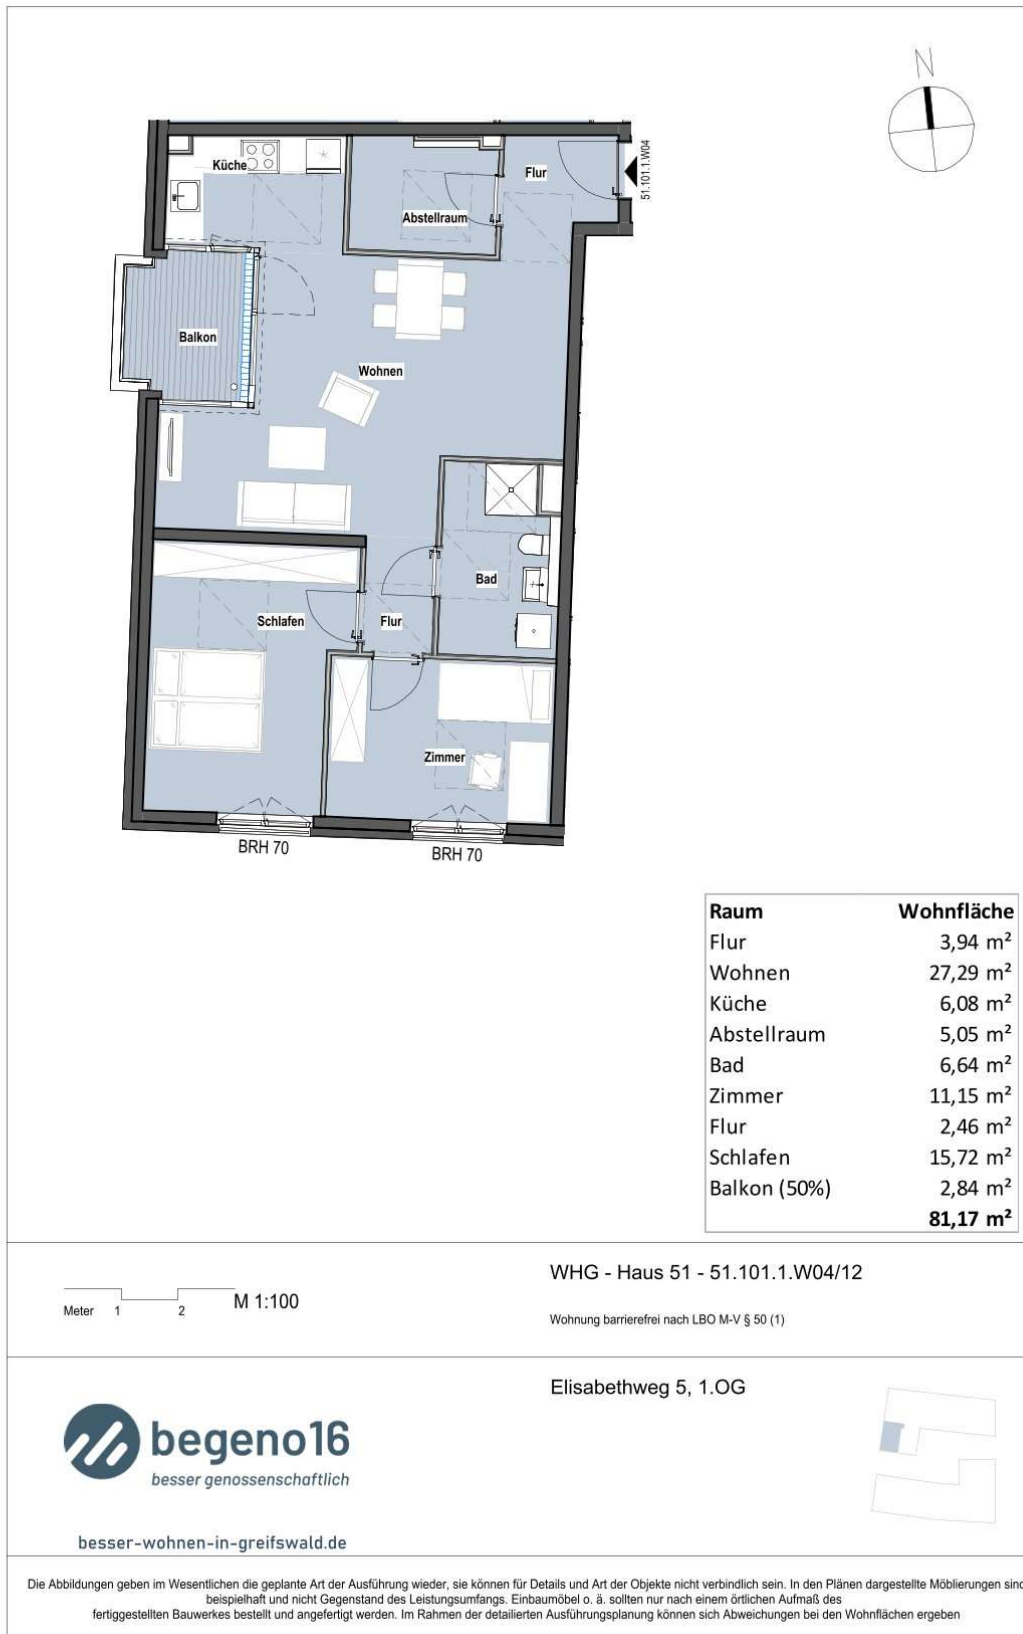 N
51.101.1.W04
Küche
Flur
Abstellraum
Balkon
Wohnen
Bad
Schlafen
Flur
Zimmer
BRH 70
BRH 70
Raum Wohnfläche
Flur 3,94 m²
Wohnen 27,29 m²
Küche 6,08 m²
Abstellraum 5,05 m²
Bad 6,64 m²
Zimmer 11,15 m²
Flur 2,46 m²
Schlafen 15,72 m²
Balkon (50%) 2,84 m²
81,17 m²
Meter 1 2 M 1:100
WHG - Haus 51 - 51.101.1.W04/12
Wohnung barrierefrei nach LBO M-V § 50 (1)
Elisabethweg 5, 1.OG
begeno16
besser genossenschaftlich
besser-wohnen-in-greifswald.de
Die Abbildungen geben im Wesentlichen die geplante Art der Ausführung wieder, sie können für Details und Art der Objekte nicht verbindlich sein. In den Plänen dargestellte Möblierungen sind
beispielhaft und nicht Gegenstand des Leistungsumfangs. Einbaumöbel o. ä. sollten nur nach einem örtlichen Aufmaß des
fertiggestellten Bauwerkes bestellt und angefertigt werden. Im Rahmen der detailierten Ausführungsplanung können sich Abweichungen bei den Wohnflächen ergeben